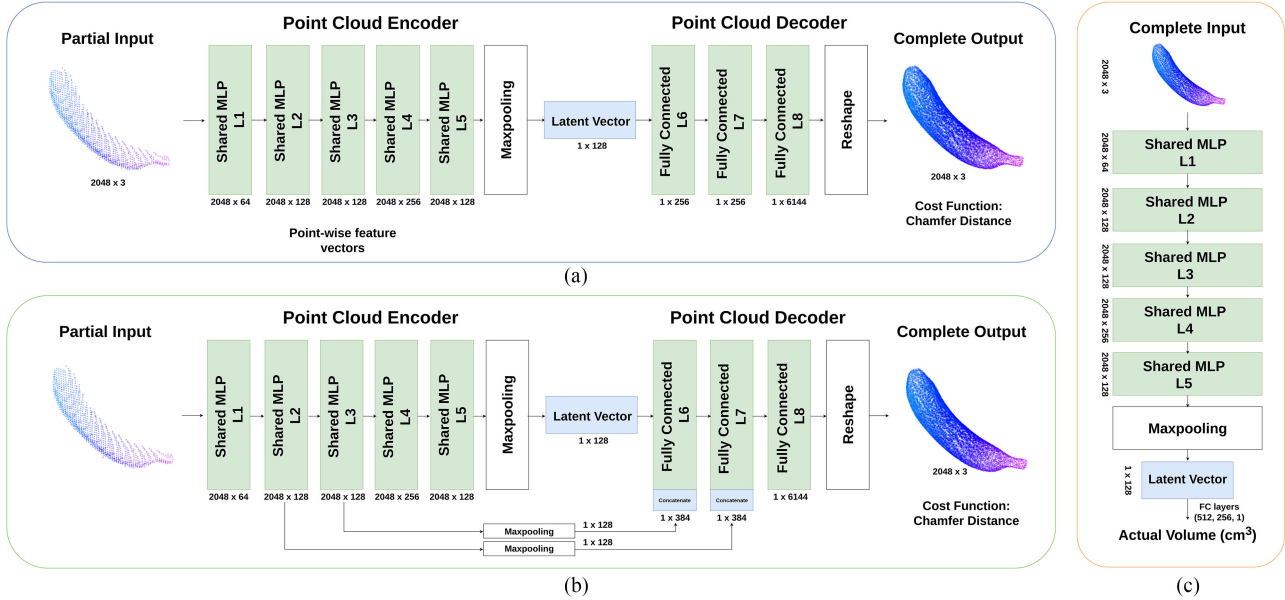 Point Cloud Encoder
Point Cloud Decoder
Partial Input
Complete Output
Shared MLP
L1
Shared MLP
L2
Shared MLP
L3
Shared MLP
L4
Shared MLP
L5
Maxpooling
Latent Vector
1 x 128
Fully Connected
L6
Fully Connected
L7
Fully Connected
L8
Reshape
2048 x 3
2048 x 64
2048 x 128
2048 x 128
2048 x 256
2048 x 128
1 x 256
1 x 256
1 x 6144
2048 x 3
Point-wise feature
vectors
Cost Function:
Chamfer Distance
(a)
Point Cloud Encoder
Point Cloud Decoder
Partial Input
Complete Output
Shared MLP
L1
Shared MLP
L2
Shared MLP
L3
Shared MLP
L4
Shared MLP
L5
Maxpooling
Latent Vector
1 x 128
Fully Connected
L6
Fully Connected
L7
Fully Connected
L8
Reshape
2048 x 3
2048 x 64
2048 x 128
2048 x 128
2048 x 256
2048 x 128
Concatenate
Concatenate
1 x 384
1 x 384
1 x 6144
Cost Function:
Chamfer Distance
Maxpooling
1 x 128
Maxpooling
1 x 128
(b)
Complete Input
2048 x 3
Shared MLP
L1
2048 x 64
Shared MLP
L2
2048 x 128
Shared MLP
L3
2048 x 128
Shared MLP
L4
2048 x 256
Shared MLP
L5
2048 x 128
Maxpooling
Latent Vector
1 x 128
FC layers
(512, 256, 1)
Actual Volume (cm³)
(c)